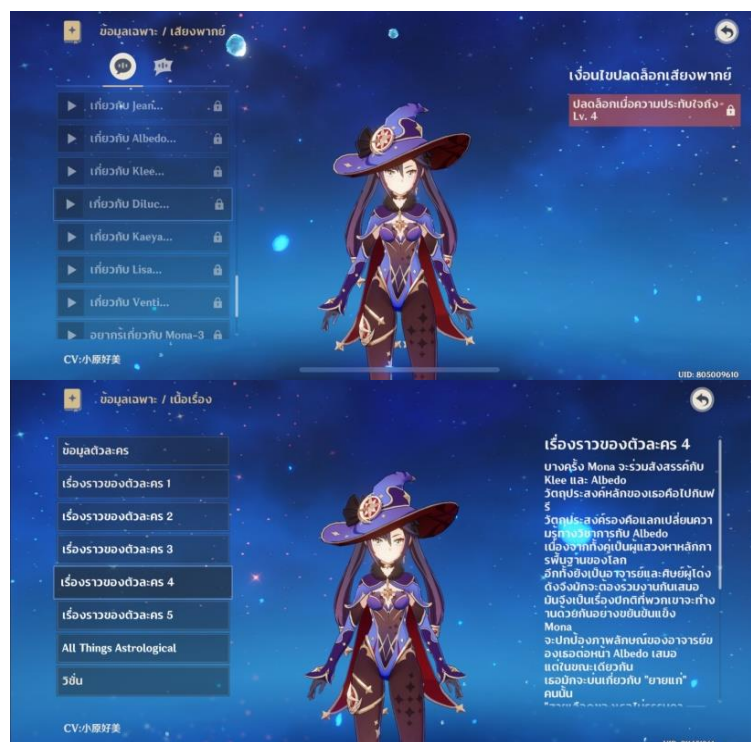 ข้อมูลเฉพาะ / เสียงพากย์
เกี่ยวกับ Jean...
เกี่ยวกับ Albedo...
เกี่ยวกับ Klee...
เกี่ยวกับ Diluc...
เกี่ยวกับ Kaeya...
เกี่ยวกับ Lisa...
เกี่ยวกับ Venti...
อยากรู้เกี่ยวกับ Mona-3
CV:小原好美
เงื่อนไขปลดล็อกเสียงพากย์
ปลดล็อกเมื่อความประทับใจถึง
Lv. 4
UID: 805009610
ข้อมูลเฉพาะ / เนื้อเรื่อง
ข้อมูลตัวละคร
เรื่องราวของตัวละคร 1
เรื่องราวของตัวละคร 2
เรื่องราวของตัวละคร 3
เรื่องราวของตัวละคร 4
เรื่องราวของตัวละคร 5
All Things Astrological
วิชั่น
CV:小原好美
เรื่องราวของตัวละคร 4
บางครั้ง Mona จะร่วมสังสรรค์กับ
Klee และ Albedo
วัตถุประสงค์หลักของเธอคือไปกินฟ
รี
วัตถุประสงค์รองคือแลกเปลี่ยนควา
มรู้ทางวิชาการกับ Albedo
เนื่องจากทั้งคู่เป็นผู้แสวงหาหลักกา
รพื้นฐานของโลก
อีกทั้งยังเป็นอาจารย์และศิษย์ผู้โด่ง
ดังจึงมักจะต้องร่วมงานกันเสมอ
มันจึงเป็นเรื่องปกติที่พวกเขาจะทำง
านด้วยกันอย่างขยันขันแข็ง
Mona
จะปกป้องภาพลักษณ์ของอาจารย์ข
องเธอต่อหน้า Albedo เสมอ
แต่ในขณะเดียวกัน
เธอมักจะบ่นเกี่ยวกับ "ยายแก่"
คนนั้น